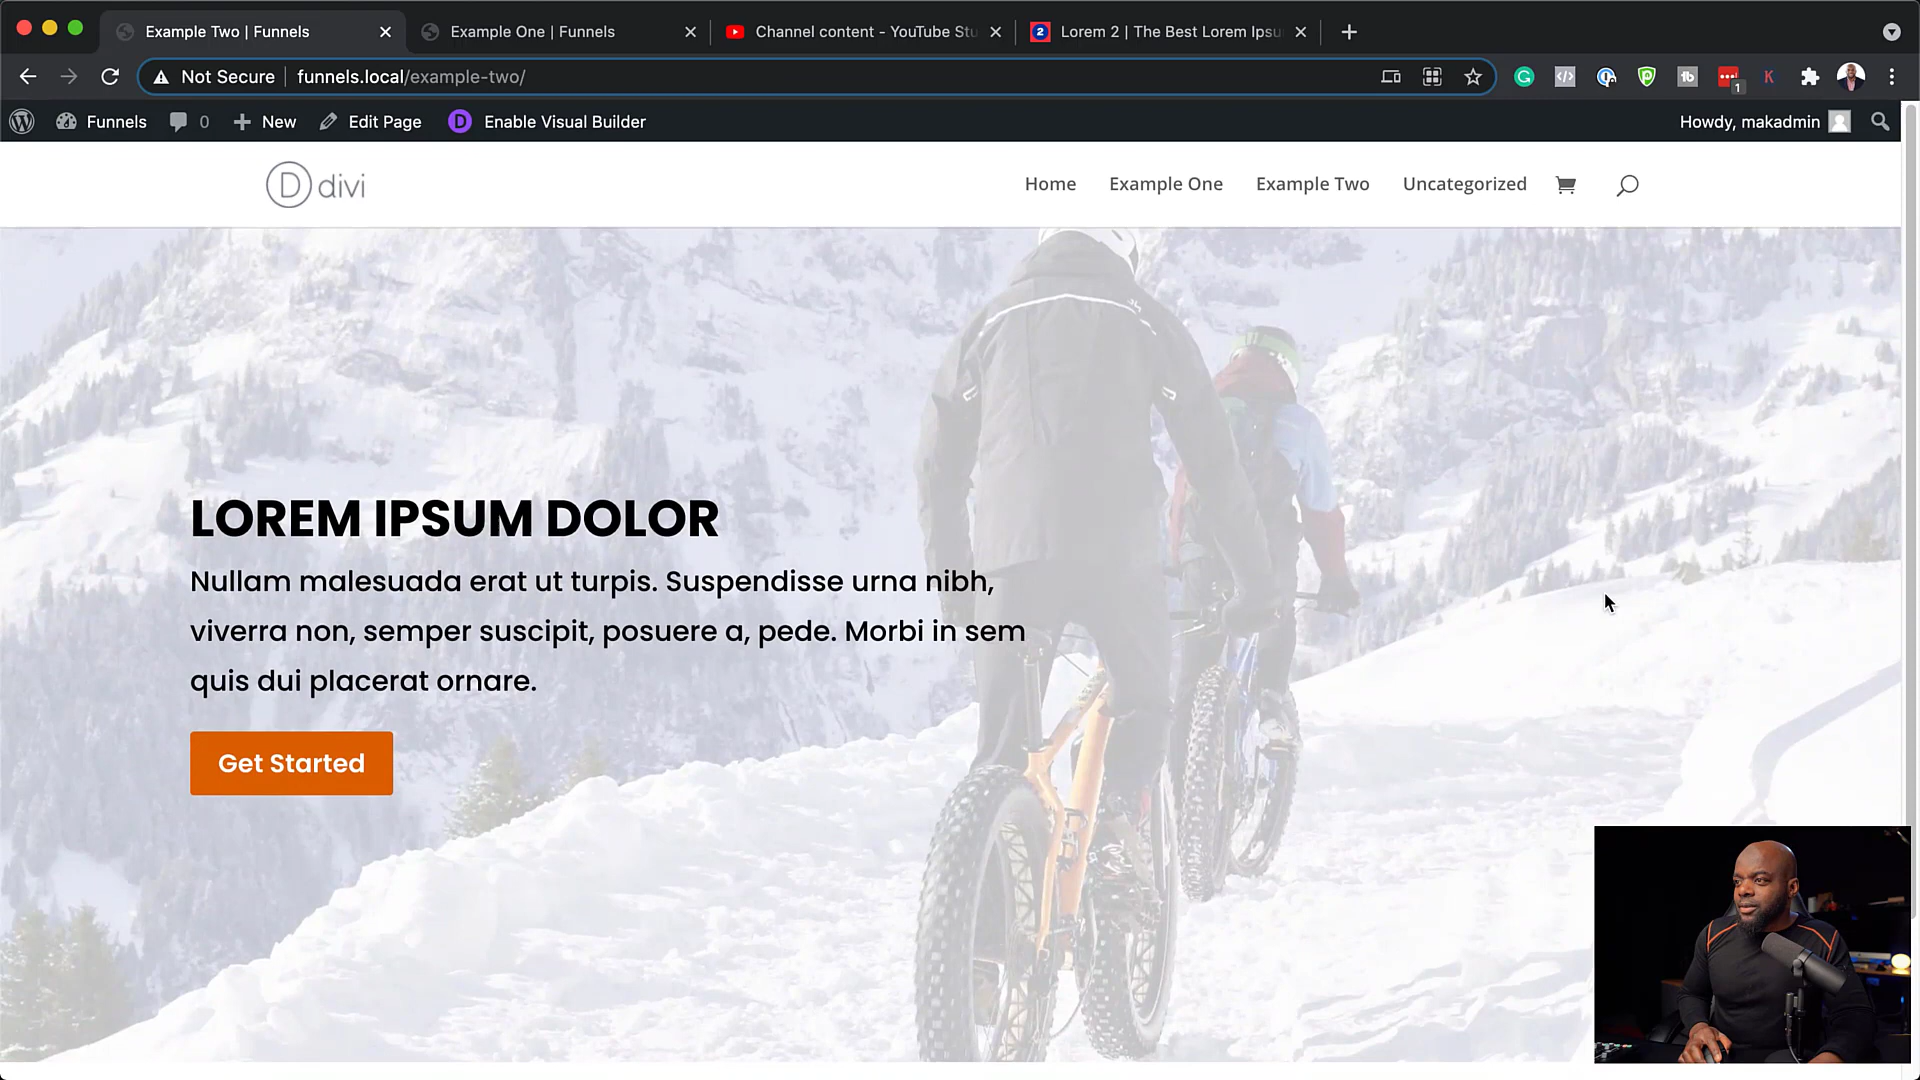 Example Two | Funnels
Example One | Funnels
Channel content - YouTube Stu
2
Lorem 2 | The Best Lorem Ipsu
Not Secure
funnels.local/example-two/
1
Funnels
0
New
Edit Page
D
Enable Visual Builder
Howdy, makadmin
D divi
Home
Example One
Example Two
Uncategorized
LOREM IPSUM DOLOR
Nullam malesuada erat ut turpis. Suspendisse urna nibh,
viverra non, semper suscipit, posuere a, pede. Morbi in sem
quis dui placerat ornare.
Get Started